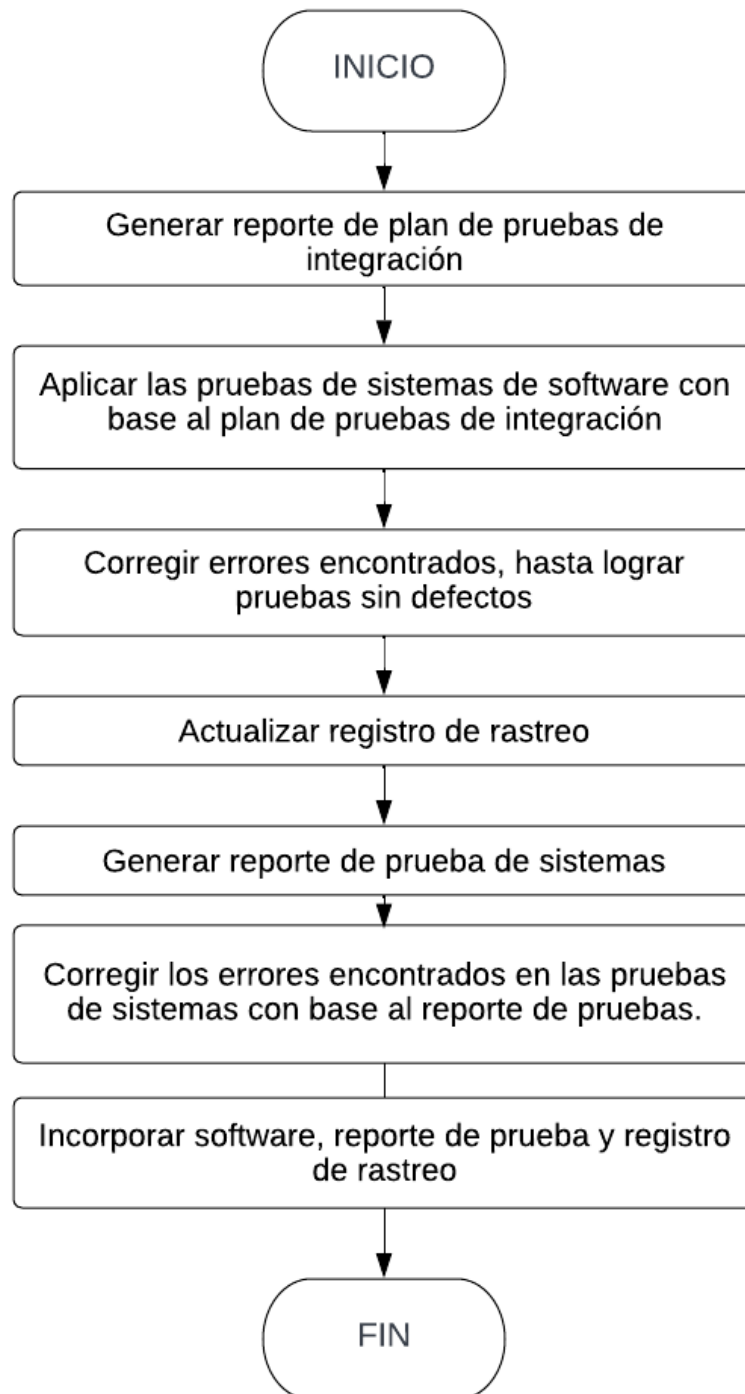 INICIO
Generar reporte de plan de pruebas de
integración
Aplicar las pruebas de sistemas de software con
base al plan de pruebas de integración
Corregir errores encontrados, hasta lograr
pruebas sin defectos
Actualizar registro de rastreo
Generar reporte de prueba de sistemas
Corregir los errores encontrados en las pruebas
de sistemas con base al reporte de pruebas.
Incorporar software, reporte de prueba y registro
de rastreo
FIN